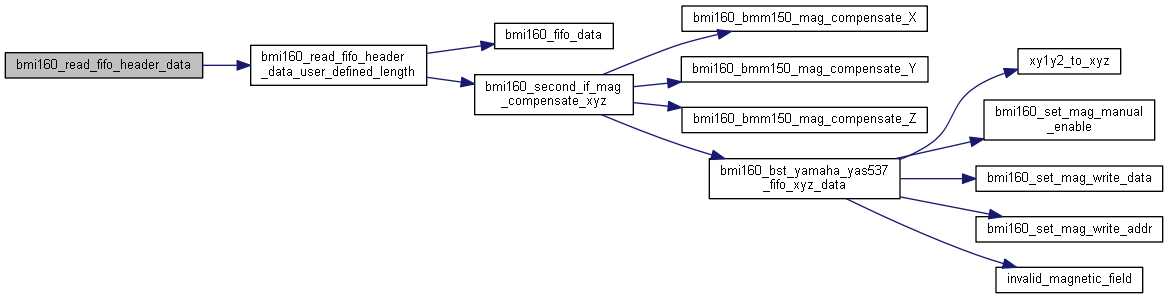 bmi160_read_fifo_header_data
bmi160_read_fifo_header
_data_user_defined_length
bmi160_fifo_data
bmi160_second_if_mag
_compensate_xyz
bmi160_bmm150_mag_compensate_X
bmi160_bmm150_mag_compensate_Y
bmi160_bmm150_mag_compensate_Z
bmi160_bst_yamaha_yas537
_fifo_xyz_data
xy1y2_to_xyz
bmi160_set_mag_manual
_enable
bmi160_set_mag_write_data
bmi160_set_mag_write_addr
invalid_magnetic_field